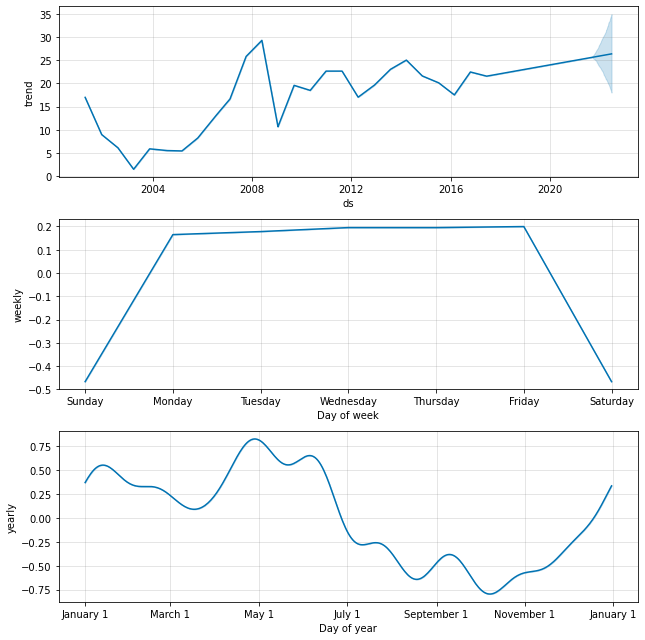 35
30
25
20
15
10
5
0
trend
2004 2008 2012 2016 2020
ds
0.2
0.1
0.0
−0.1
−0.2
−0.3
−0.4
−0.5
weekly
Sunday Monday Tuesday Wednesday Thursday Friday Saturday
Day of week
0.75
0.50
0.25
0.00
−0.25
−0.50
−0.75
yearly
January 1 March 1 May 1 July 1 September 1 November 1 January 1
Day of year